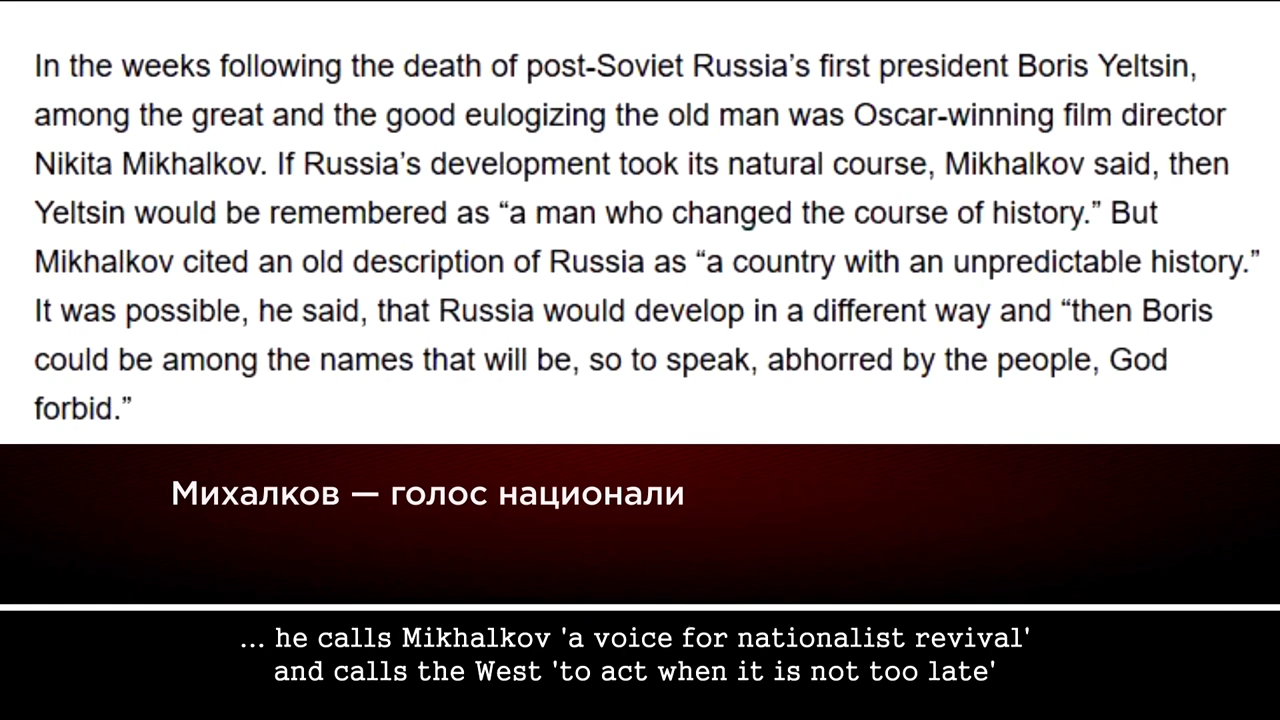 In the weeks following the death of post-Soviet Russia’s first president Boris Yeltsin,
among the great and the good eulogizing the old man was Oscar-winning film director
Nikita Mikhalkov. If Russia’s development took its natural course, Mikhalkov said, then
Yeltsin would be remembered as “a man who changed the course of history.” But
Mikhalkov cited an old description of Russia as “a country with an unpredictable history.”
It was possible, he said, that Russia would develop in a different way and “then Boris
could be among the names that will be, so to speak, abhorred by the people, God
forbid.”
Михалков — голос национали
... he calls Mikhalkov 'a voice for nationalist revival'
and calls the West 'to act when it is not too late'